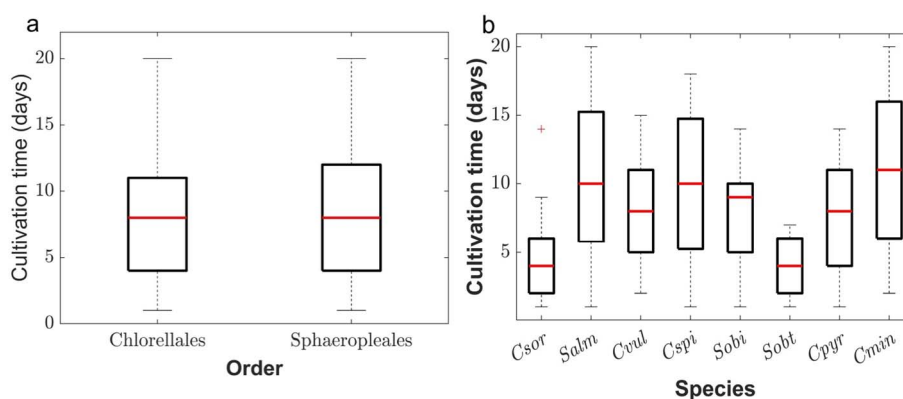 a
Cultivation time (days)
20
15
10
5
0
Chlorellales
Sphaeropleales
Order
b
Cultivation time (days)
20
15
10
5
Csor
Salm
Cvul
Cspi
Sobi
Sobt
Cpyr
Cmin
Species